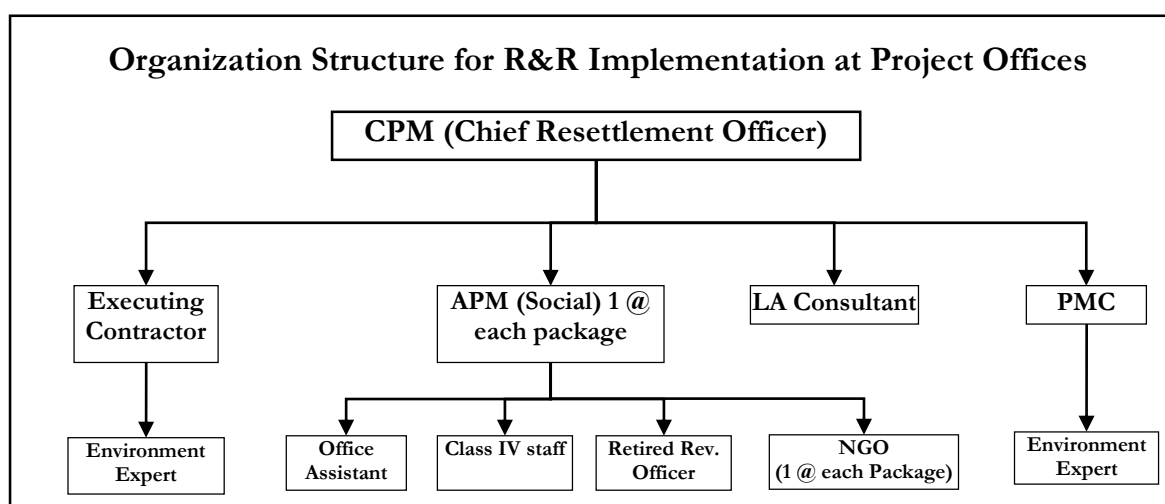 Organization Structure for R&R Implementation at Project Offices
CPM (Chief Resettlement Officer)
Executing
Contractor
APM (Social) 1 @
each package
LA Consultant
PMC
Environment
Expert
Office
Assistant
Class IV staff
Retired Rev.
Officer
NGO
(1 @ each Package)
Environment
Expert